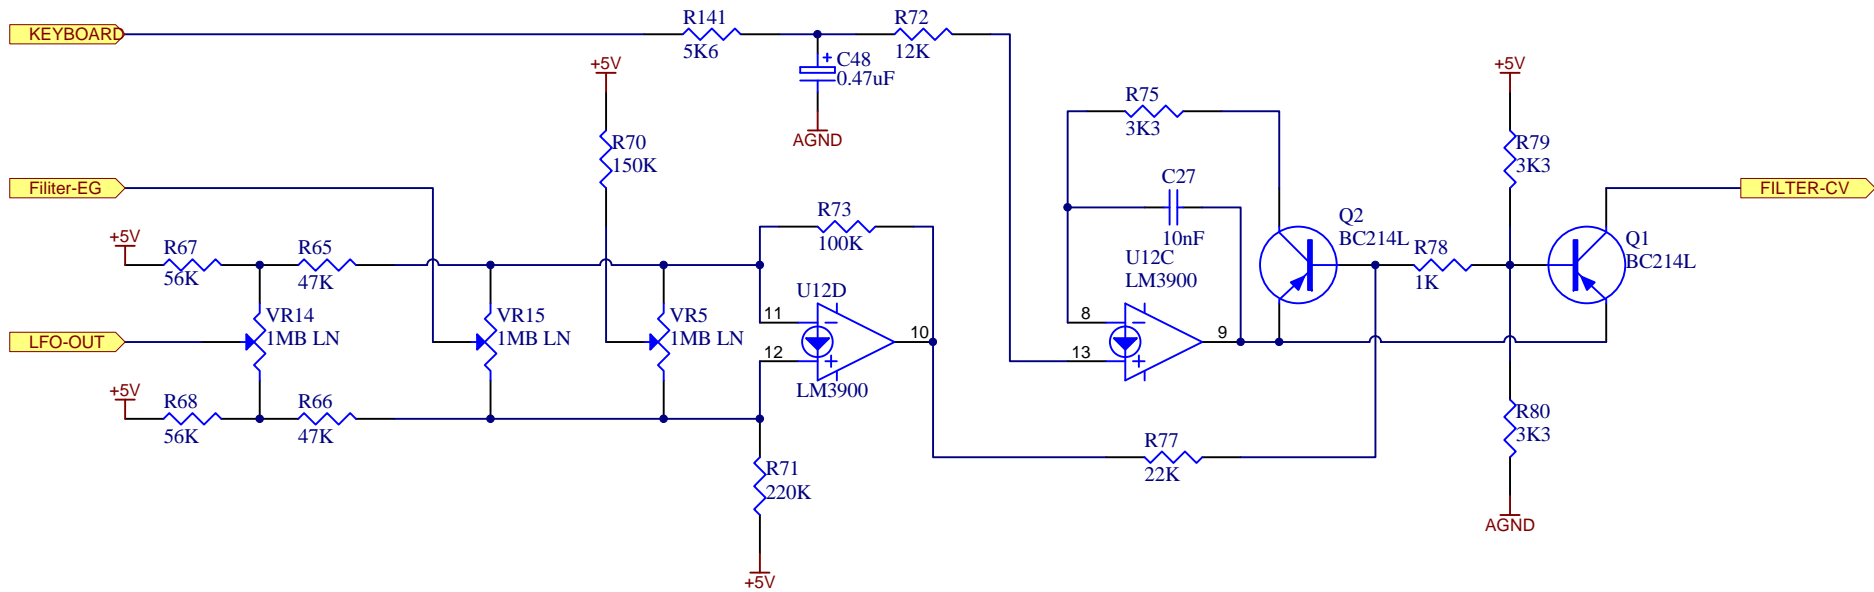 KEYBOARD
R141
5K6
C48
0.47uF
AGND
R72
12K
+5V
R70
150K
Filiter-EG
+5V
R67
56K
R65
47K
VR14
1MB LN
LFO-OUT
+5V
R68
56K
R66
47K
VR15
1MB LN
VR5
1MB LN
R73
100K
U12D
11
12
10
LM3900
R71
220K
+5V
R75
3K3
C27
10nF
U12C
LM3900
8
13
9
Q2
BC214L
R78
1K
R77
22K
+5V
R79
3K3
R80
3K3
AGND
Q1
BC214L
FILTER-CV